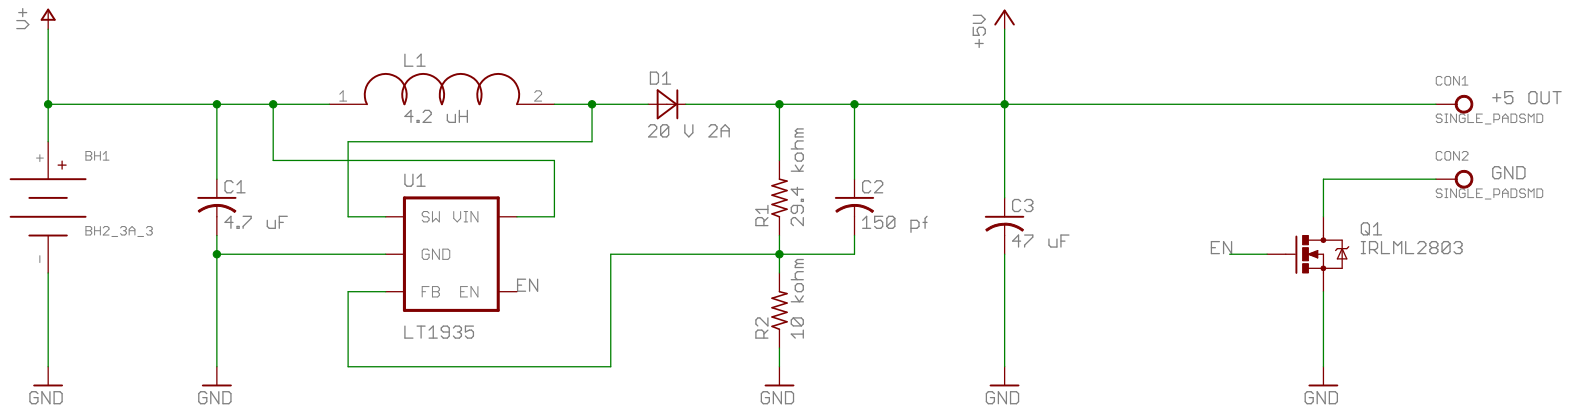 V+
+5V
L1
1
2
4.2 uH
D1
20 V 2A
CON1
+5 OUT
SINGLE_PADSMD
CON2
GND
SINGLE_PADSMD
+
+
BH1
BH2_3A_3
-
C1
4.7 uF
U1
SW VIN
GND
FB EN
EN
LT1935
R1
29.4 kohm
C2
150 pf
R2
10 kohm
C3
47 uF
EN
Q1
IRLML2803
GND
GND
GND
GND
GND